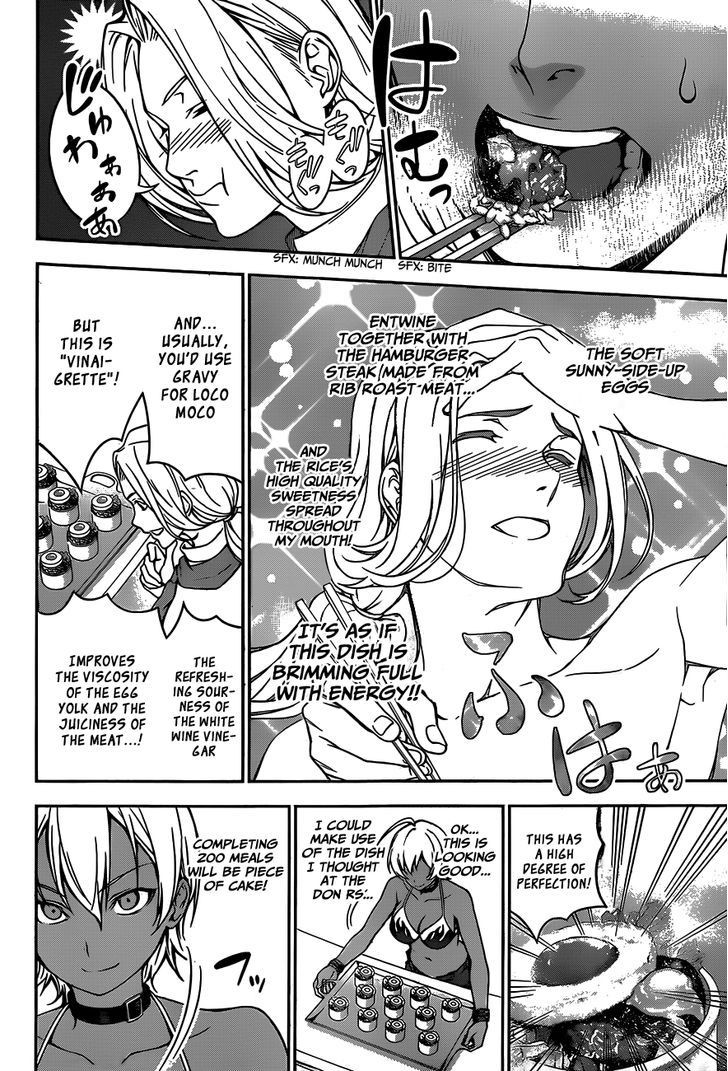 はむっ
SFX: BITE
もぐ
もぐ
じゅ
わぁ
ぁぁ
SFX: MUNCH MUNCH
THE SOFT
SUNNY-SIDE-UP
EGGS
ENTWINE
TOGETHER WITH
THE HAMBURGER
STEAK MADE FROM
RIB ROAST MEAT...
AND
THE RICE'S
HIGH QUALITY
SWEETNESS
SPREAD
THROUGHOUT
MY MOUTH!
IT'S AS IF
THIS DISH IS
BRIMMING FULL
WITH ENERGY!!
こふぁ
はぁ
AND...
USUALLY,
YOU'D USE
GRAVY
FOR LOCO
MOCO
BUT
THIS IS
"VINAI-
GRETTE"!
THE
REFRESH-
ING SOUR-
NESS OF
THE WHITE
WINE VINE-
GAR
IMPROVES
THE VISCOSITY
OF THE EGG
YOLK AND THE
JUICINESS OF
THE MEAT...!
THIS HAS
A HIGH
DEGREE OF
PERFECTION!
OK...
THIS IS
LOOKING
GOOD...
I COULD
MAKE USE
OF THE DISH
I THOUGHT
AT THE
DON RS'...
COMPLETING
200 MEALS
WILL BE PIECE
OF CAKE!
フッ